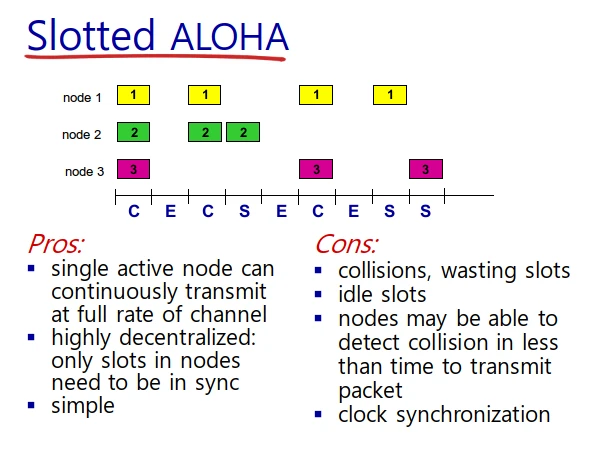 Slotted ALOHA
node 1 1 1 1 1
node 2 2 2 2
node 3 3 3 3
C E C S E C E S S
Pros:
single active node can
continuously transmit
at full rate of channel
highly decentralized:
only slots in nodes
need to be in sync
simple
Cons:
collisions, wasting slots
idle slots
nodes may be able to
detect collision in less
than time to transmit
packet
clock synchronization